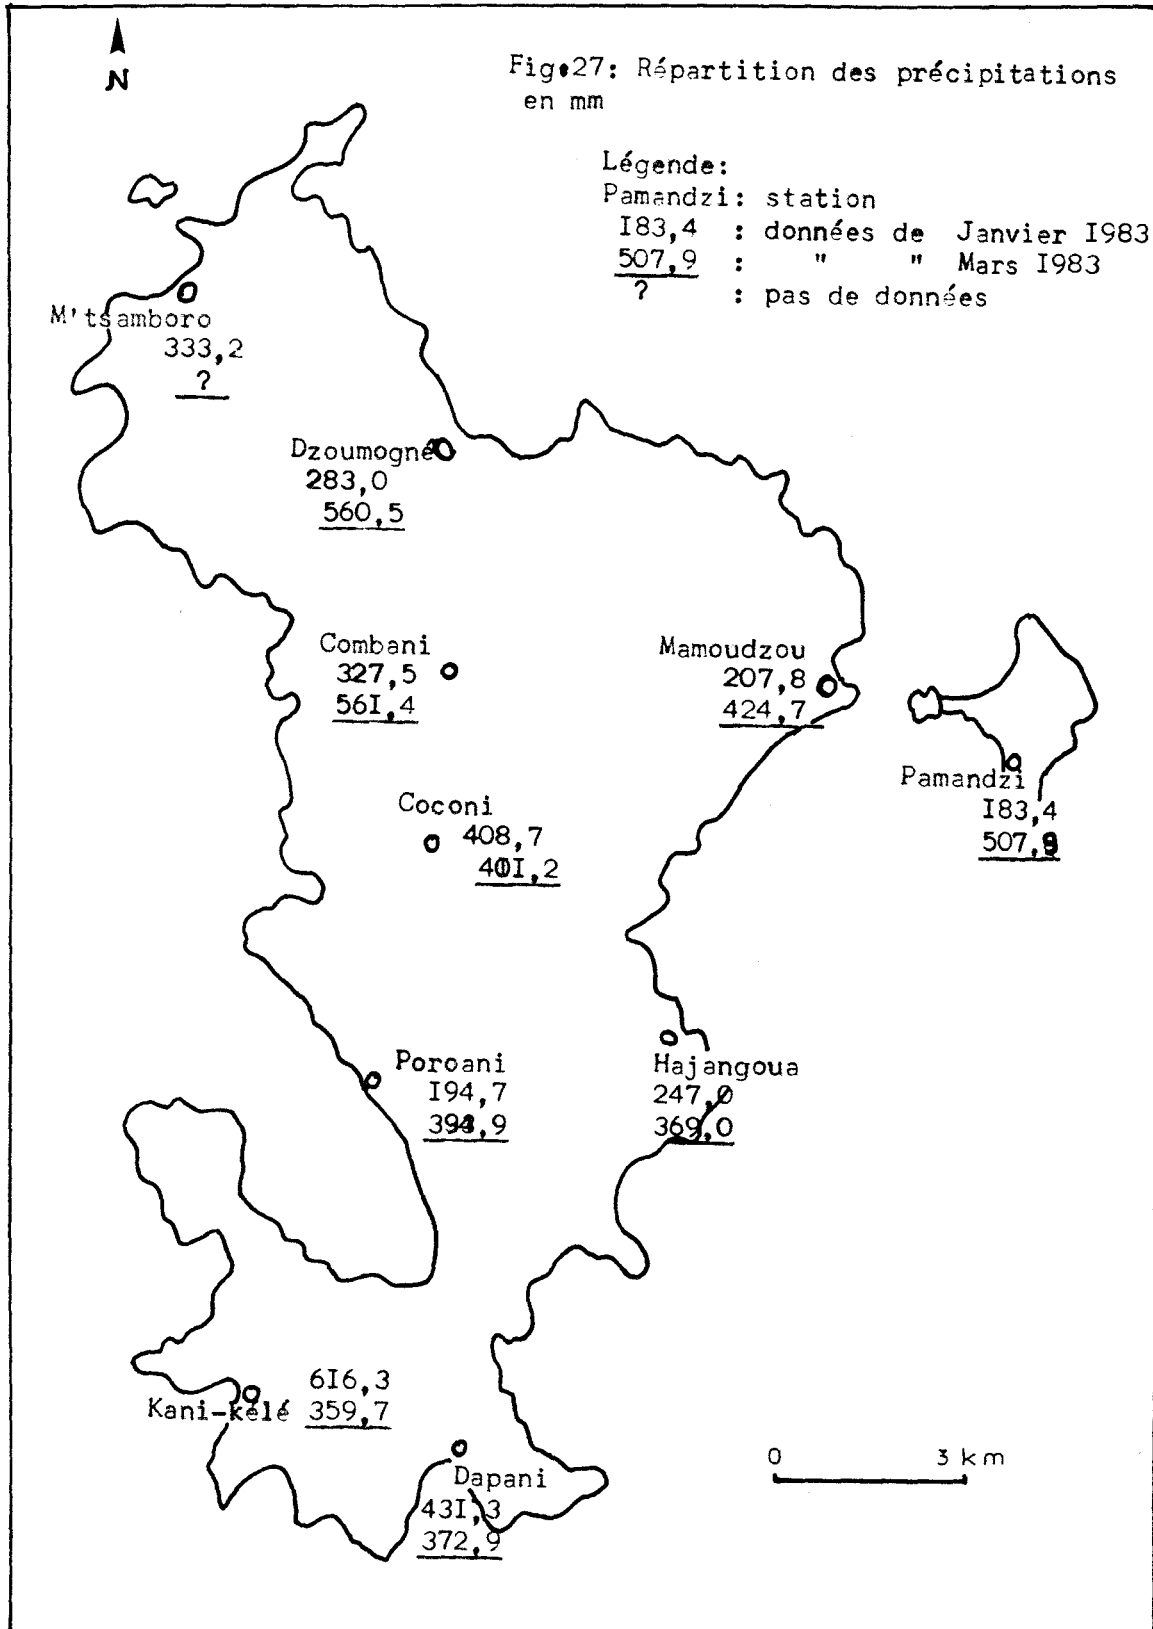 N
Fig.27: Répartition des précipitations
en mm
Légende:
Pamandzi: station
I83,4 : données de Janvier I983
507,9 : " " Mars I983
? : pas de données
M'tsamboro
333,2
?
Dzoumogné
283,0
560,5
Combani
327,5
56I,4
Mamoudzou
207,8
424,7
Pamandzi
I83,4
507,9
Coconi
408,7
40I,2
Poroani
I94,7
Hajangoua
247,0
369,0
6I6,3
Kani-kélé 359,7
Dapani
43I,3
372,9
0 3 km